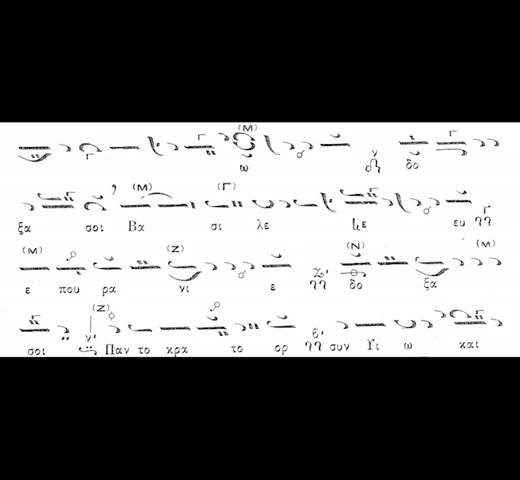 (Μ)
ω δο
(Μ) (Γ)
ξα σοι Βα σι λε ευ
(Μ) (Ζ) (Ν) (Μ)
ε που ρα νι ε δο ξα
(Ζ)
σοι Παν το κρα το ορ συν Υι ω και